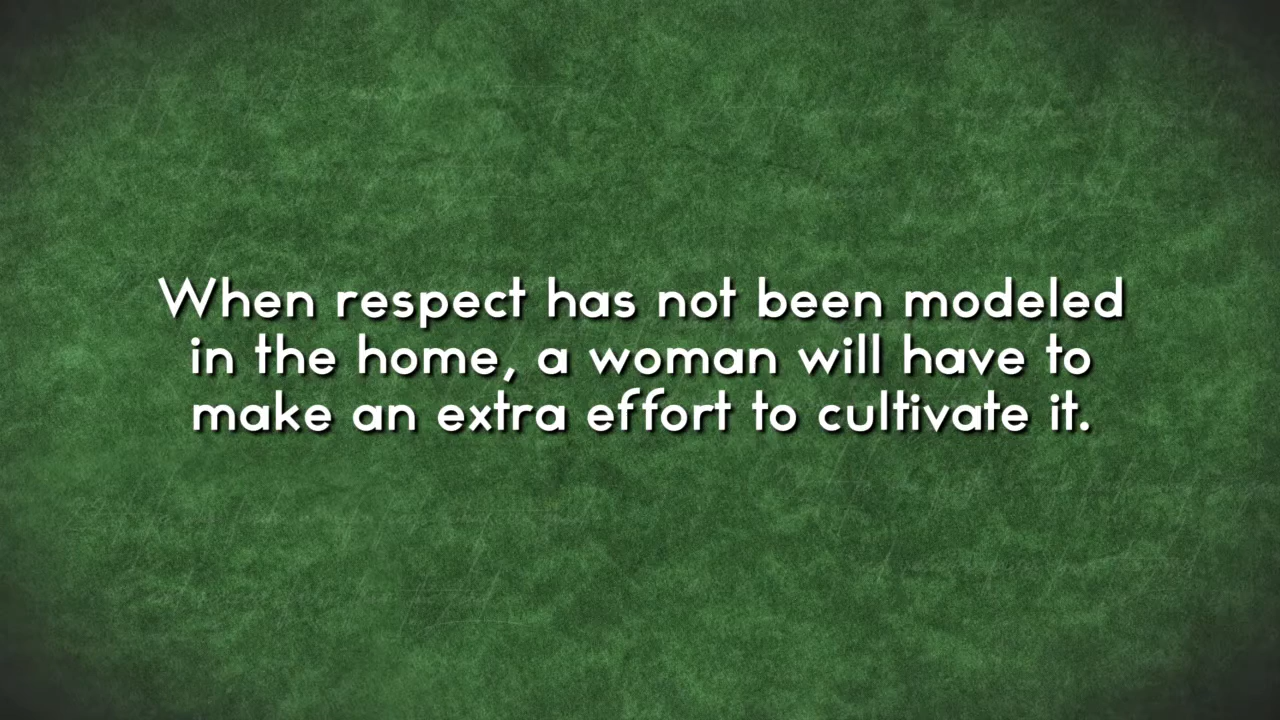 When respect has not been modeled
in the home, a woman will have to
make an extra effort to cultivate it.